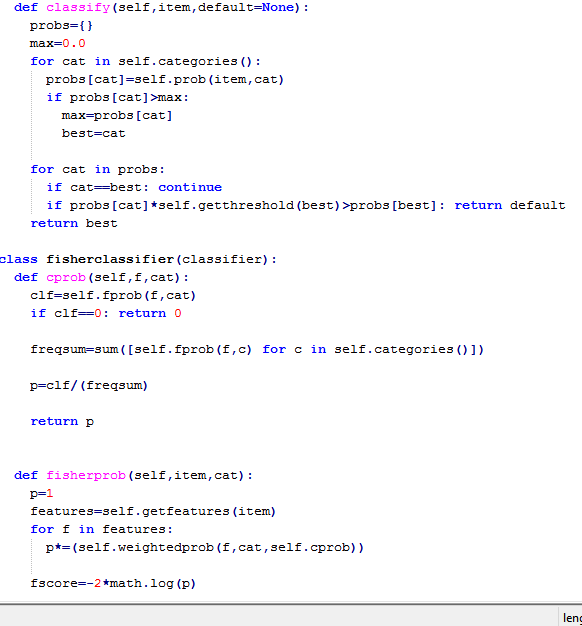 def classify(self,item,default=None):
probs={}
max=0.0
for cat in self.categories():
probs[cat]=self.prob(item,cat)
if probs[cat]>max:
max=probs[cat]
best=cat
for cat in probs:
if cat==best: continue
if probs[cat]*self.getthreshold(best)>probs[best]: return default
return best
class fisherclassifier(classifier):
def cprob(self,f,cat):
clf=self.fprob(f,cat)
if clf==0: return 0
freqsum=sum([self.fprob(f,c) for c in self.categories()])
p=clf/(freqsum)
return p
def fisherprob(self,item,cat):
p=1
features=self.getfeatures(item)
for f in features:
p*=(self.weightedprob(f,cat,self.cprob))
fscore=-2*math.log(p)